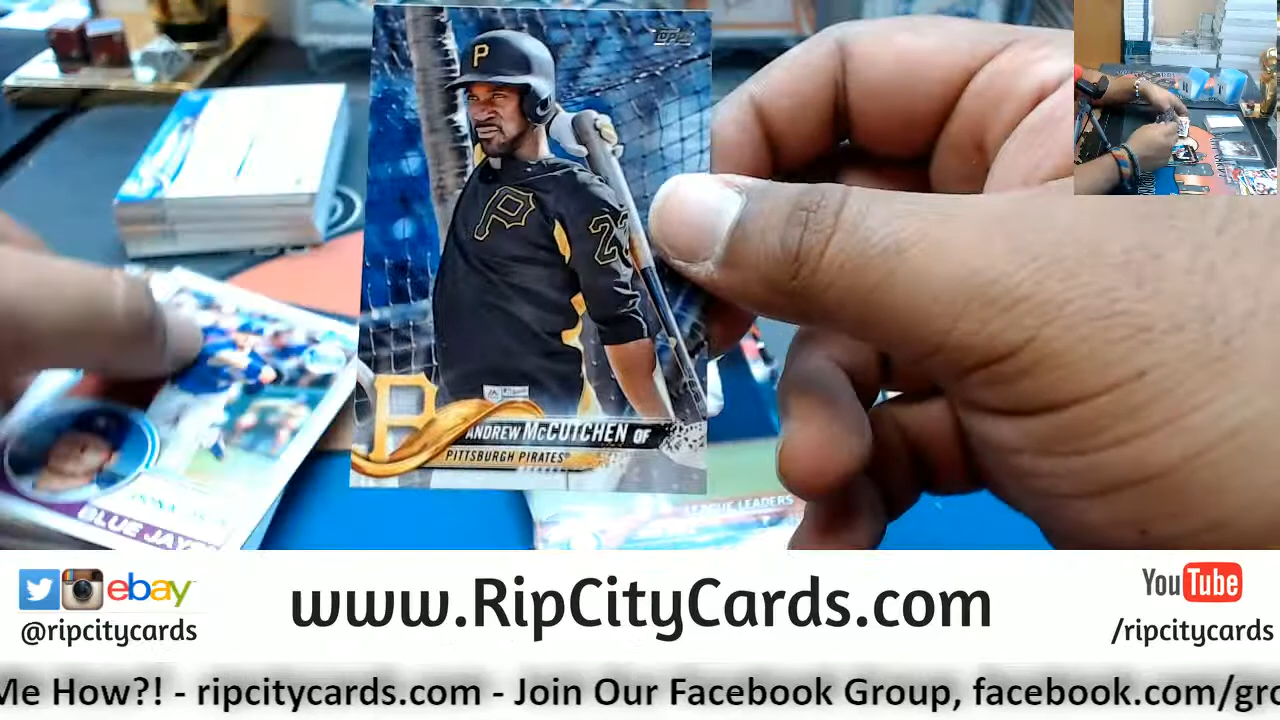 Topps
P
P
22
ANDREW McCUTCHEN OF
PITTSBURGH PIRATES
BLUE JAYS
LEAGUE LEADERS
ebay
@ripcitycards
www.RipCityCards.com
YouTube
/ripcitycards
Me How?! - ripcitycards.com - Join Our Facebook Group, facebook.com/gro